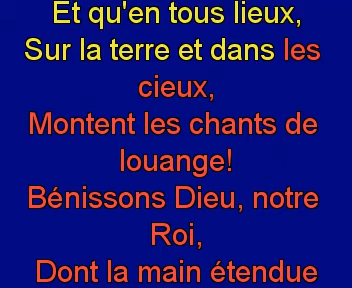 Et qu'en tous lieux,
Sur la terre et dans les
cieux,
Montent les chants de
louange!
Bénissons Dieu, notre
Roi,
Dont la main étendue